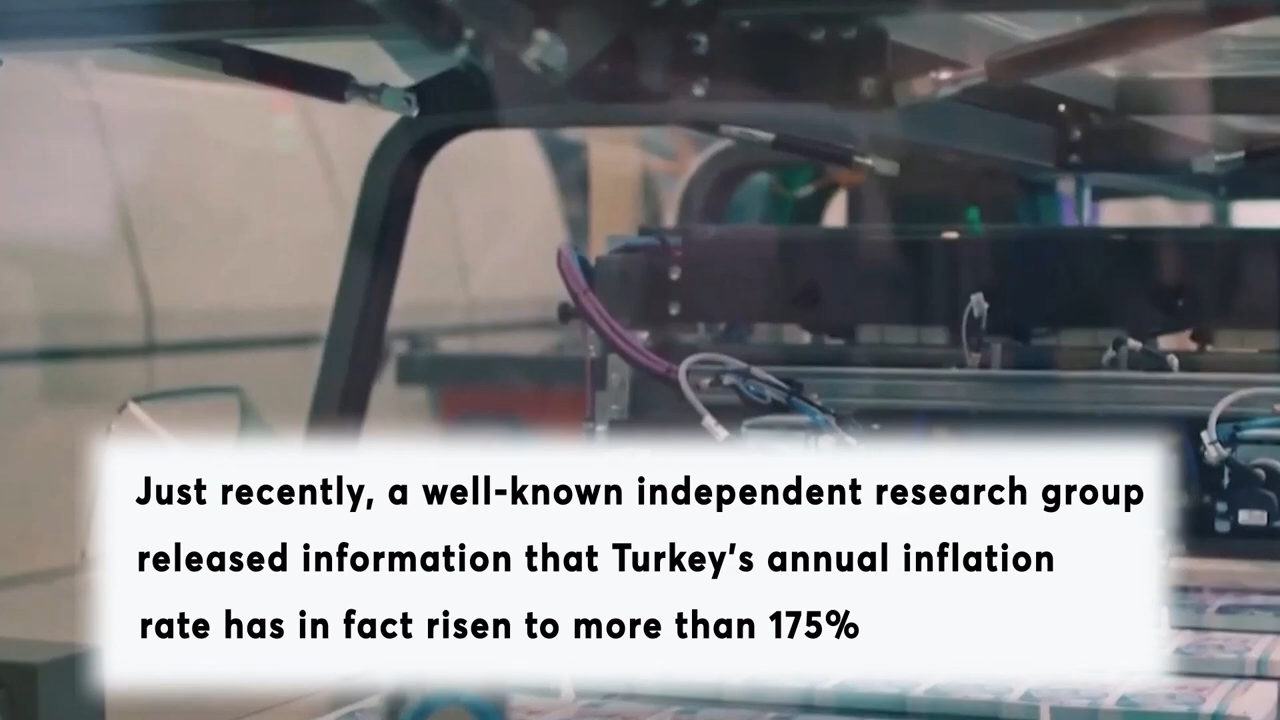 Just recently, a well-known independent research group
released information that Turkey's annual inflation
rate has in fact risen to more than 175%